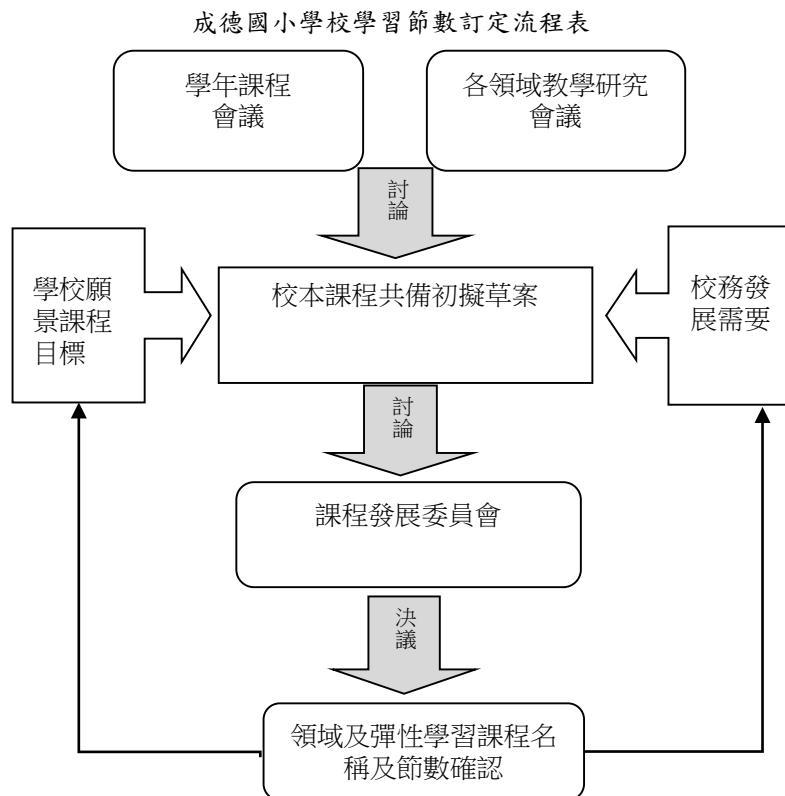 成德國小學校學習節數訂定流程表
學年課程
會議
各領域教學研究
會議
討論
學校願
景課程
目標
校本課程共備初擬草案
校務發
展需要
討論
課程發展委員會
決議
領域及彈性學習課程名
稱及節數確認